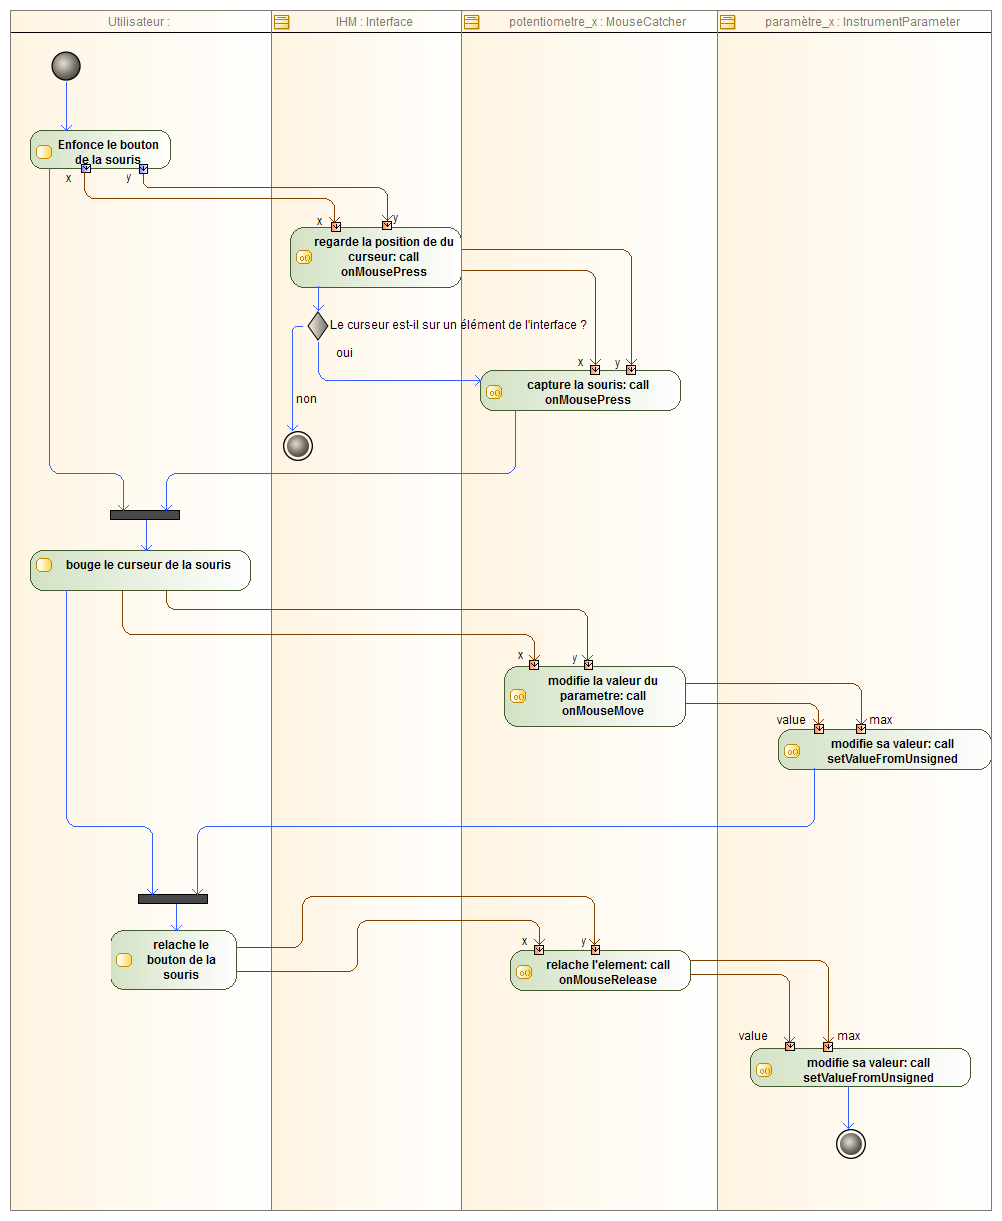 Utilisateur :
IHM : Interface
potentiometre_x : MouseCatcher
paramètre_x : InstrumentParameter
Enfonce le bouton
de la souris
x
y
x
y
regarde la position de du
curseur: call
onMousePress
Le curseur est-il sur un élément de l'interface ?
oui
non
x
y
capture la souris: call
onMousePress
bouge le curseur de la souris
x
y
modifie la valeur du
parametre: call
onMouseMove
value
max
modifie sa valeur: call
setValueFromUnsigned
relache le
bouton de la
souris
x
y
relache l'element: call
onMouseRelease
value
max
modifie sa valeur: call
setValueFromUnsigned